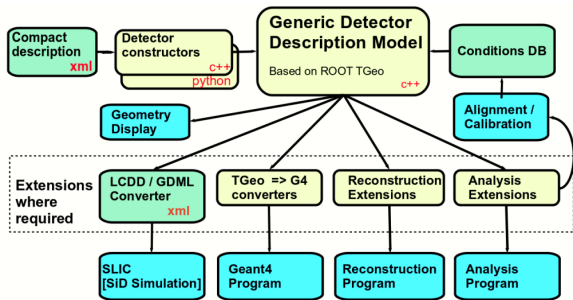 Compact
description
xml
Detector
constructors
c++
python
Generic Detector
Description Model
Based on ROOT TGeo
c++
Conditions DB
Geometry
Display
Alignment /
Calibration
Extensions
where
required
LCDD / GDML
Converter
xml
TGeo => G4
converters
Reconstruction
Extensions
Analysis
Extensions
SLIC
[SiD Simulation]
Geant4
Program
Reconstruction
Program
Analysis
Program